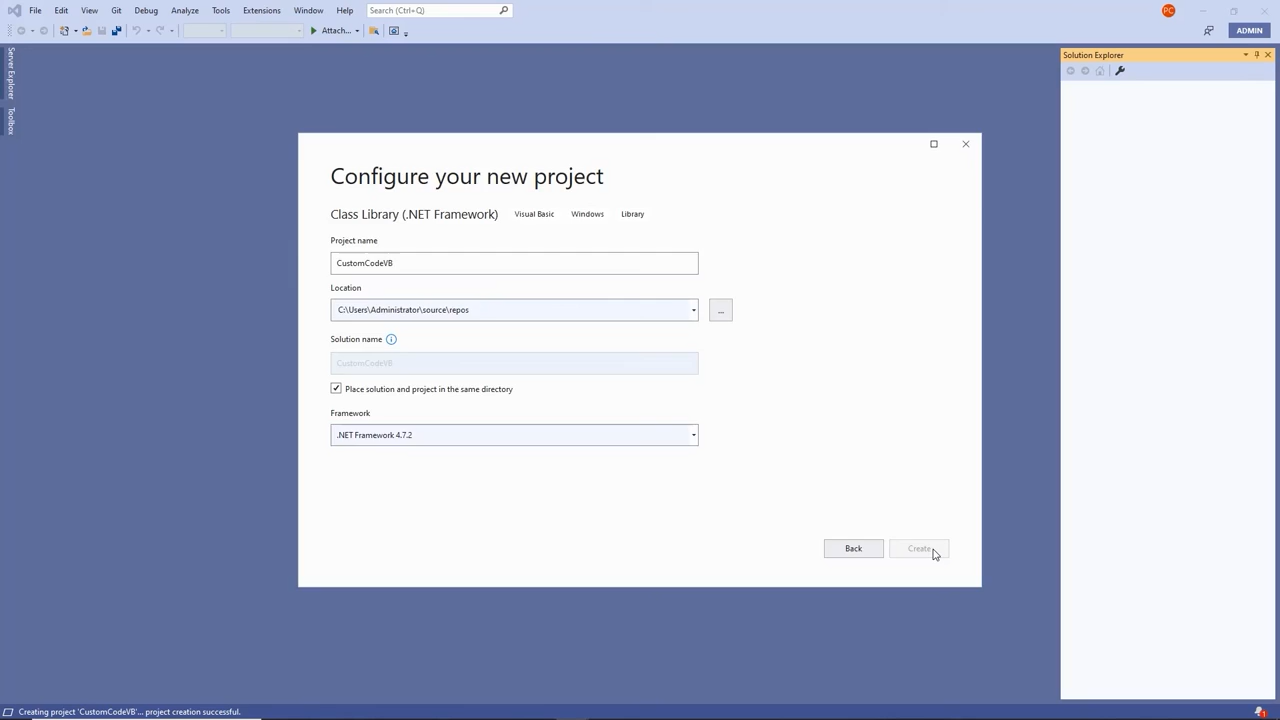 File Edit View Git Debug Analyze Tools Extensions Window Help Search (Ctrl+Q) PC
Attach... ADMIN
Server Explorer
Toolbox
Solution Explorer
Configure your new project
Class Library (.NET Framework) Visual Basic Windows Library
Project name
CustomCodeVB
Location
C:\Users\Administrator\source\repos
...
Solution name
CustomCodeVB
Place solution and project in the same directory
Framework
.NET Framework 4.7.2
Back Create
Creating project 'CustomCodeVB'... project creation successful.
1